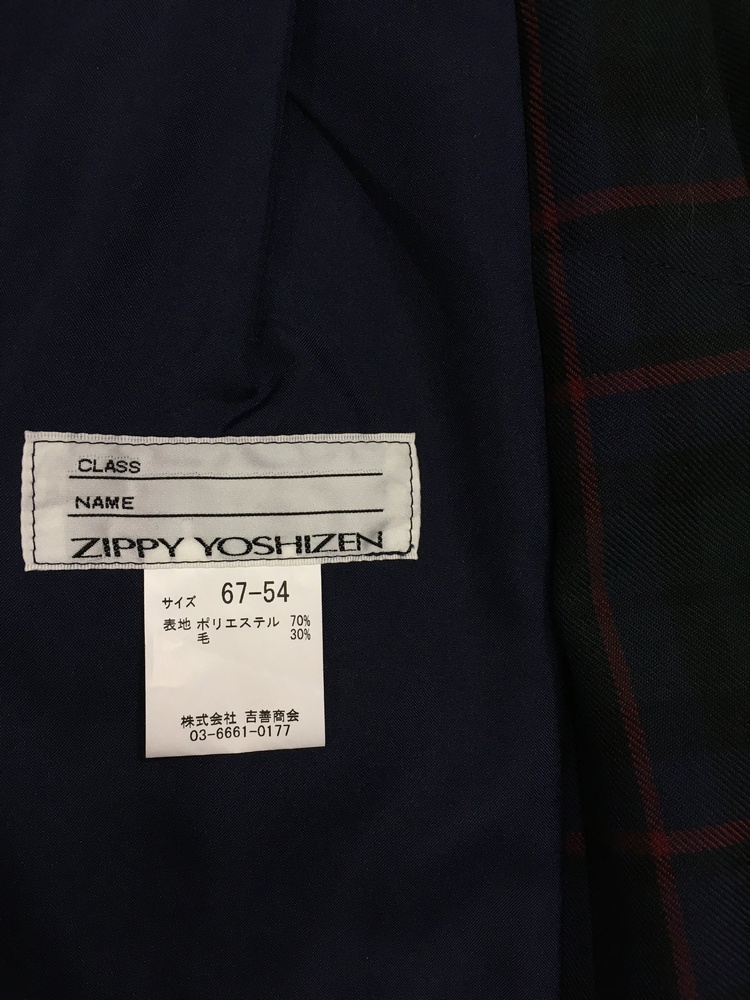 CLASS
NAME
ZIPPY YOSHIZEN
サイズ 67-54
表地 ポリエステル 70%
毛 30%
株式会社 吉善商会
03-6661-0177